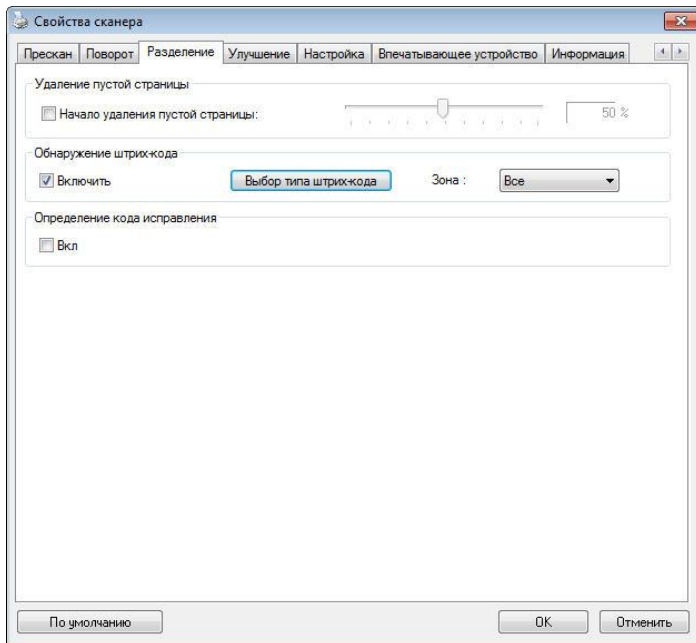 Свойства сканера
Прескан Поворот Разделение Улучшение Настройка Впечатывающее устройство Информация
Удаление пустой страницы
Начало удаления пустой страницы: 50 %
Обнаружение штрих-кода
Включить Выбор типа штрих-кода Зона : Все
Определение кода исправления
Вкл
По умолчанию OK Отменить